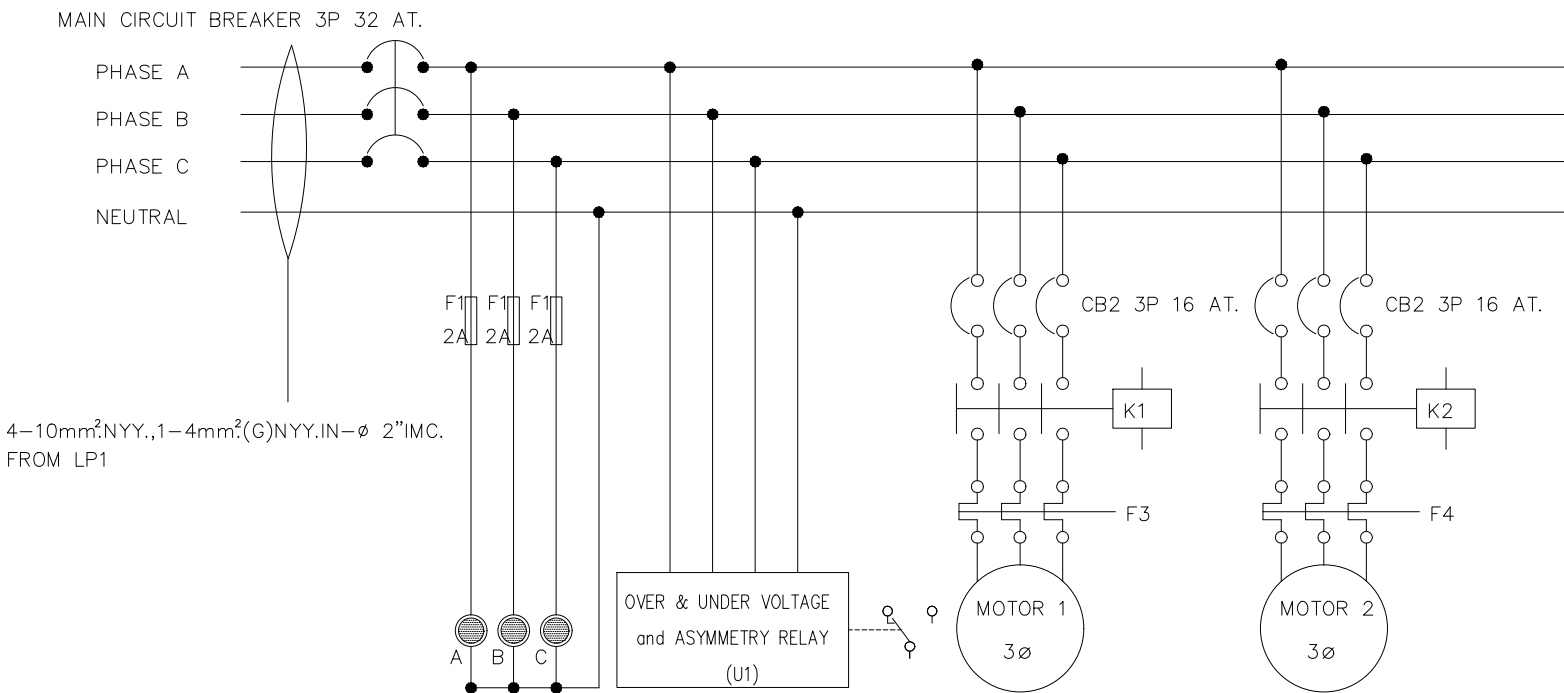 MAIN CIRCUIT BREAKER 3P 32 AT.
PHASE A
PHASE B
PHASE C
NEUTRAL
F1 F1 F1
2A 2A 2A
CB2 3P 16 AT.
CB2 3P 16 AT.
K1
K2
4-10mm².NYY.,1-4mm².(G)NYY.IN-ø 2"IMC.
FROM LP1
F3
F4
A B C
OVER & UNDER VOLTAGE
and ASYMMETRY RELAY
(U1)
MOTOR 1
3ø
MOTOR 2
3ø